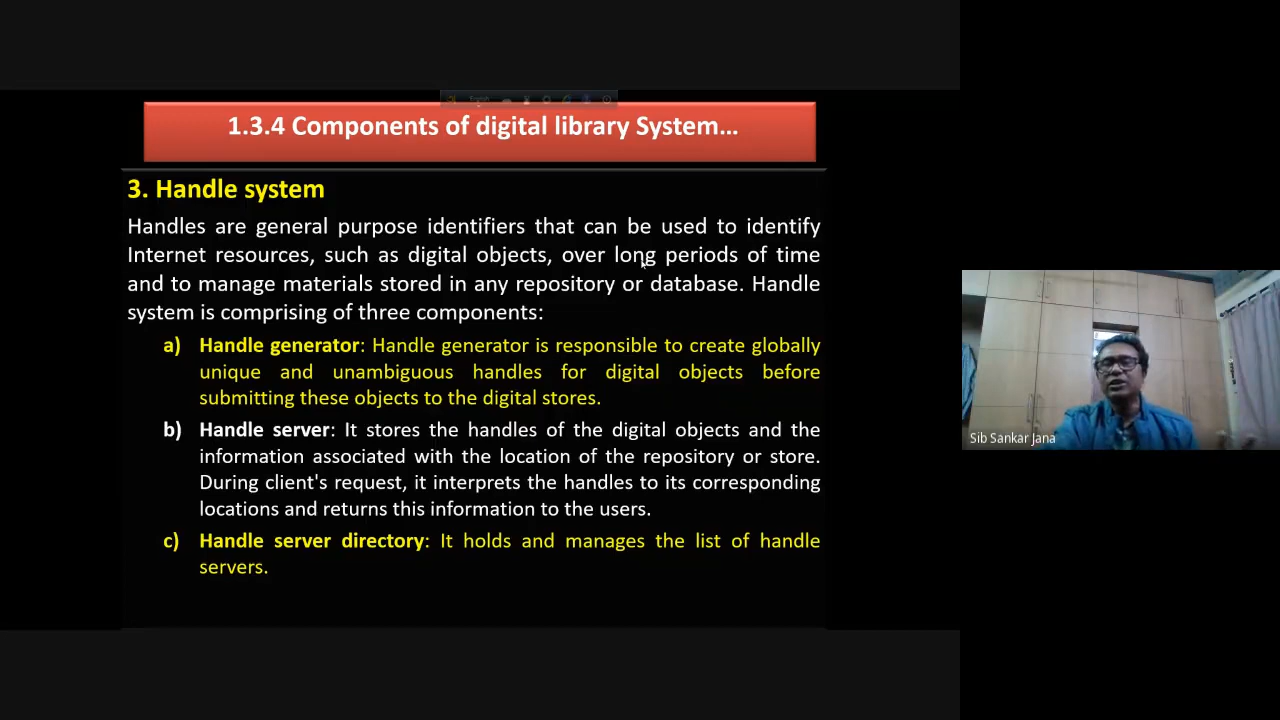 1.3.4 Components of digital library System...
3. Handle system
Handles are general purpose identifiers that can be used to identify
Internet resources, such as digital objects, over long periods of time
and to manage materials stored in any repository or database. Handle
system is comprising of three components:
a) Handle generator: Handle generator is responsible to create globally
unique and unambiguous handles for digital objects before
submitting these objects to the digital stores.
b) Handle server: It stores the handles of the digital objects and the
information associated with the location of the repository or store.
During client's request, it interprets the handles to its corresponding
locations and returns this information to the users.
c) Handle server directory: It holds and manages the list of handle
servers.
Sib Sankar Jana